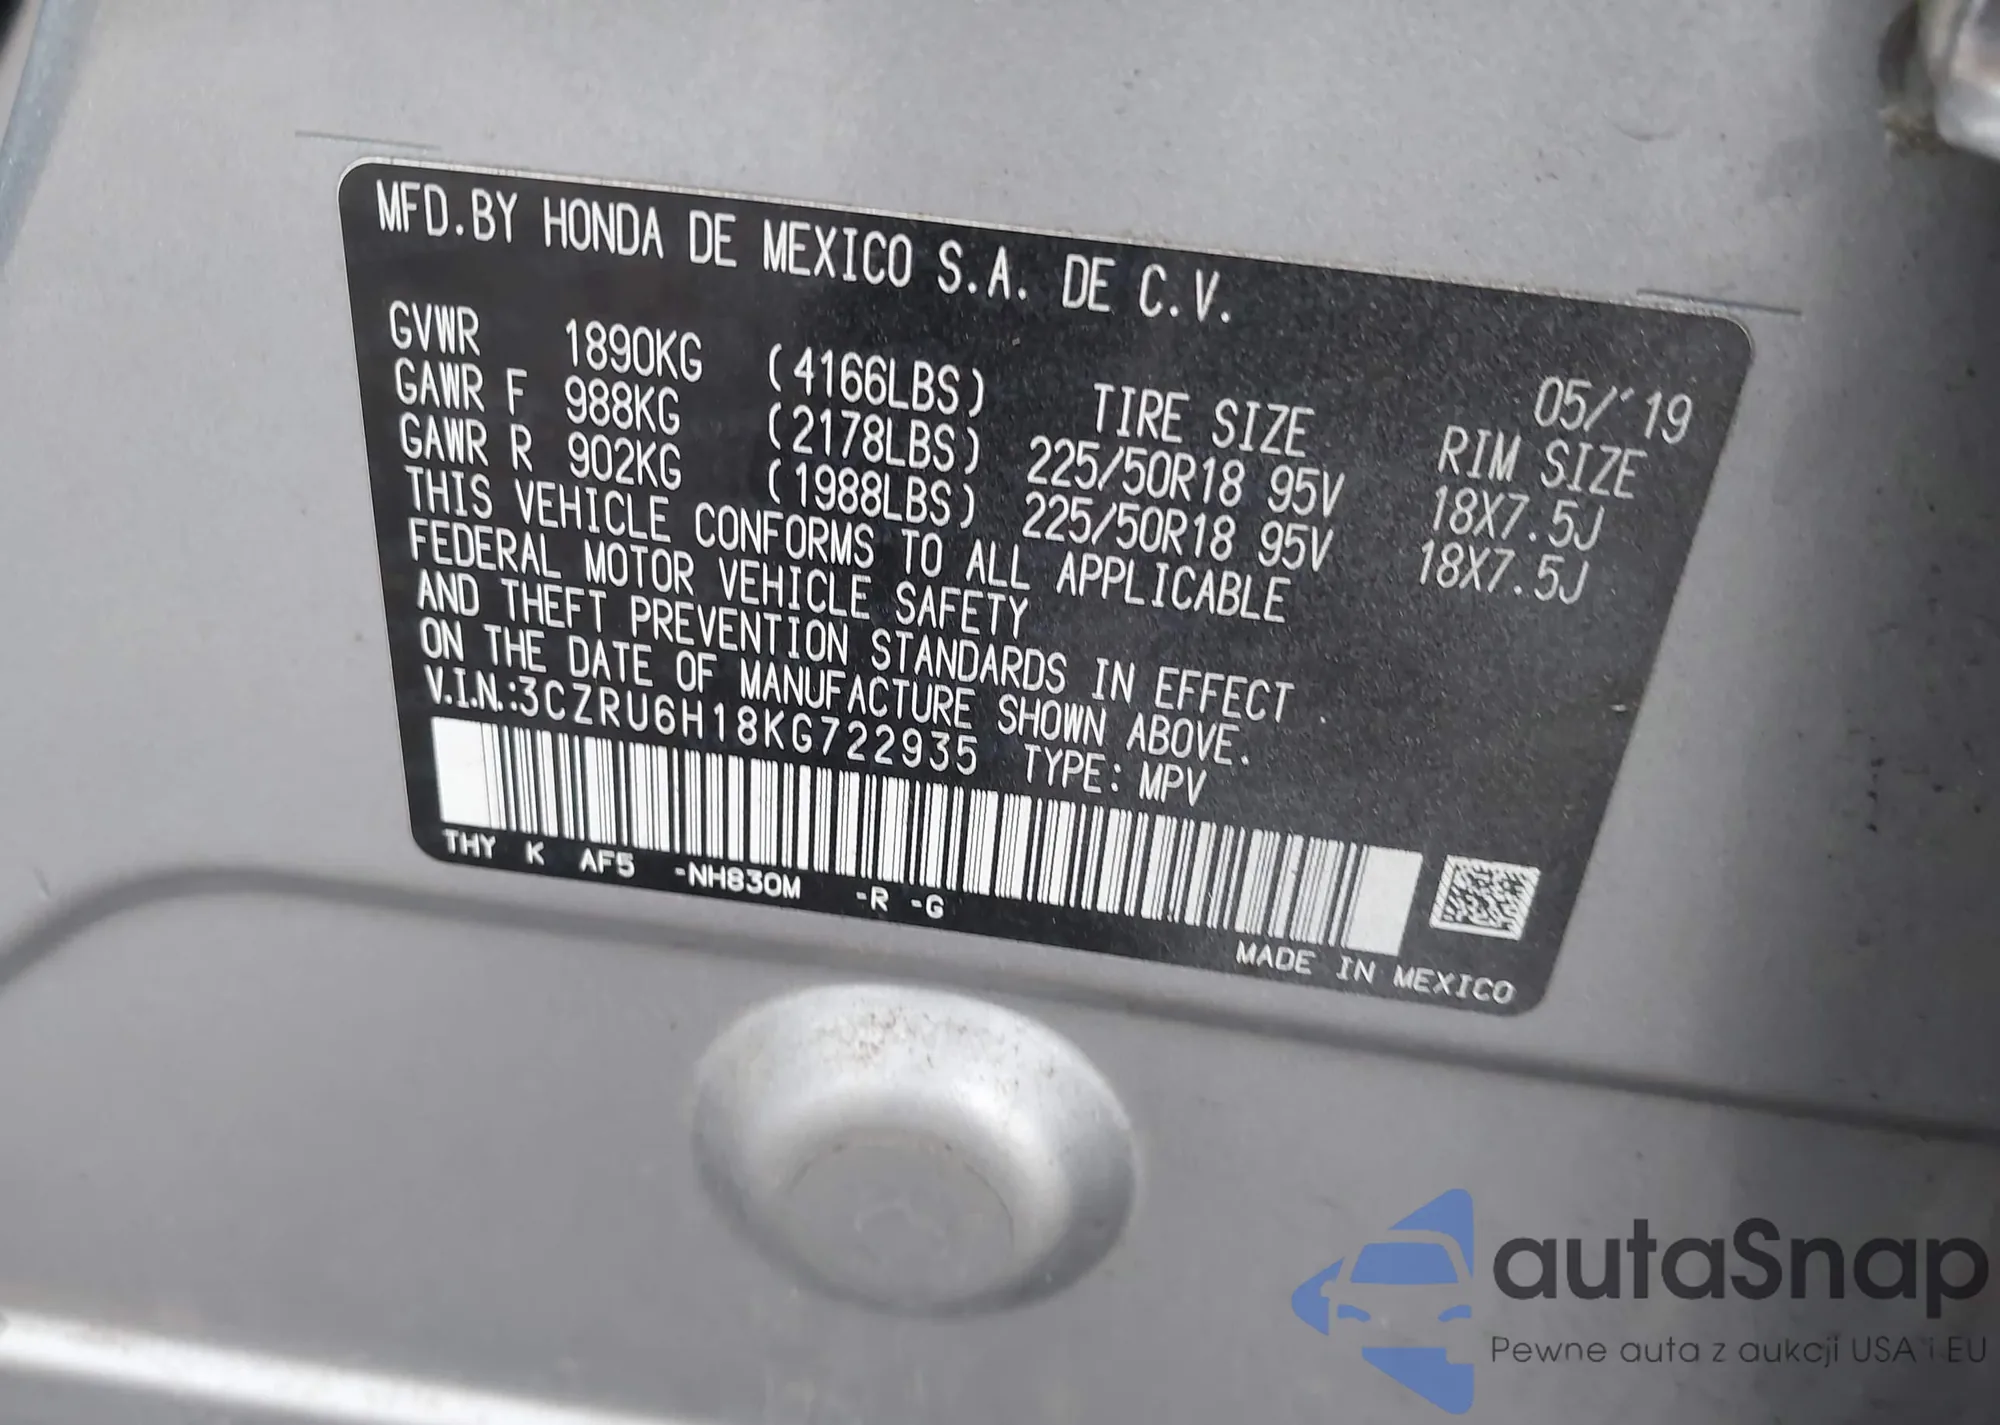 MFD.BY HONDA DE MEXICO S.A. DE C.V.
05/'19
GVWR 1890KG (4166LBS) TIRE SIZE RIM SIZE
GAWR F 988KG (2178LBS) 225/50R18 95V 18X7.5J
GAWR R 902KG (1988LBS) 225/50R18 95V 18X7.5J
THIS VEHICLE CONFORMS TO ALL APPLICABLE
FEDERAL MOTOR VEHICLE SAFETY
AND THEFT PREVENTION STANDARDS IN EFFECT
ON THE DATE OF MANUFACTURE SHOWN ABOVE.
V.I.N.:3CZRU6H18KG722935 TYPE: MPV
THY K AF5 -NH830M -R -G
MADE IN MEXICO
autaSnap
Pewne auta z aukcji USA i EU